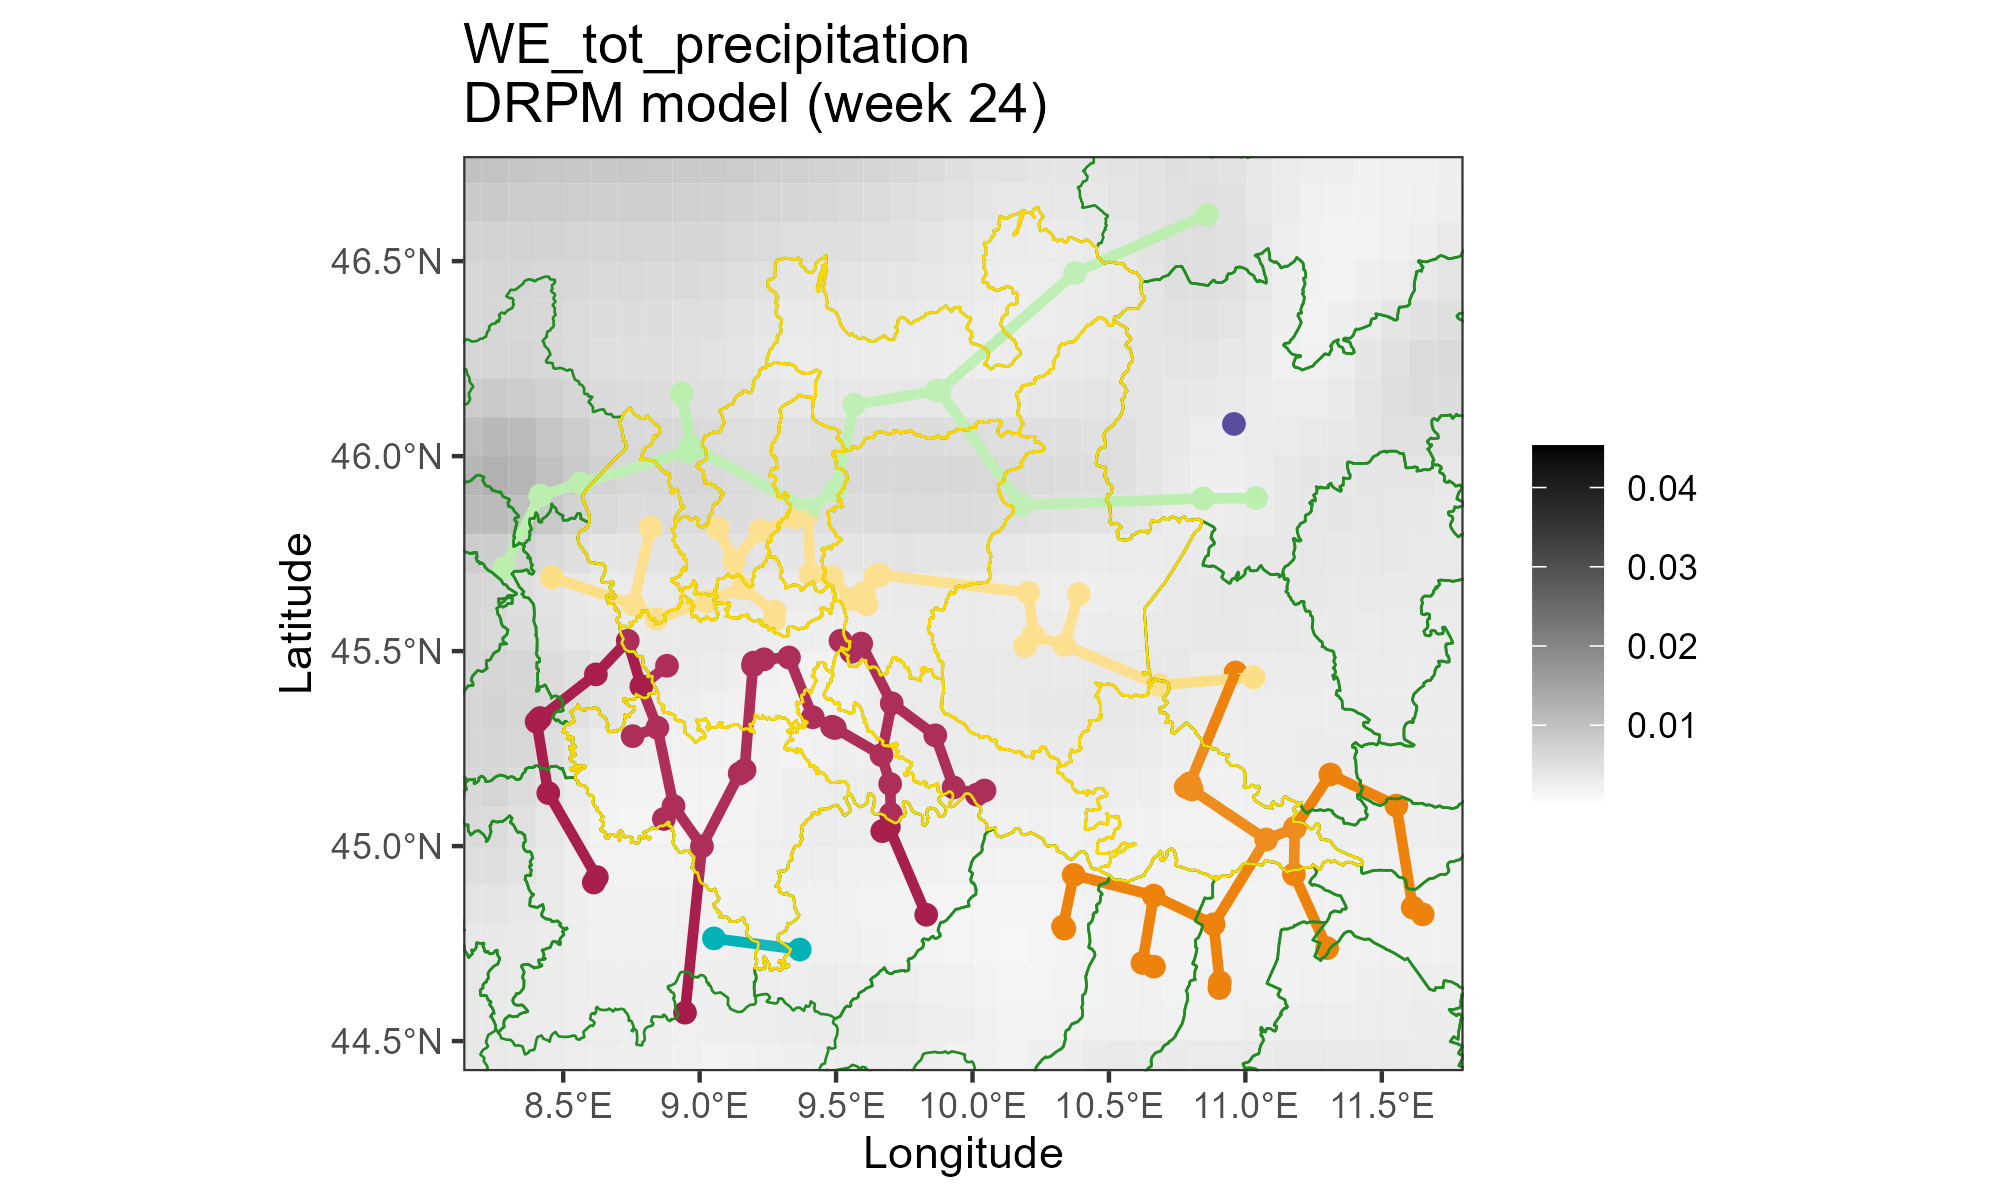 WE_tot_precipitation
DRPM model (week 24)
46.5°N
46.0°N
45.5°N
45.0°N
44.5°N
Latitude
8.5°E 9.0°E 9.5°E 10.0°E 10.5°E 11.0°E 11.5°E
Longitude
0.04
0.03
0.02
0.01